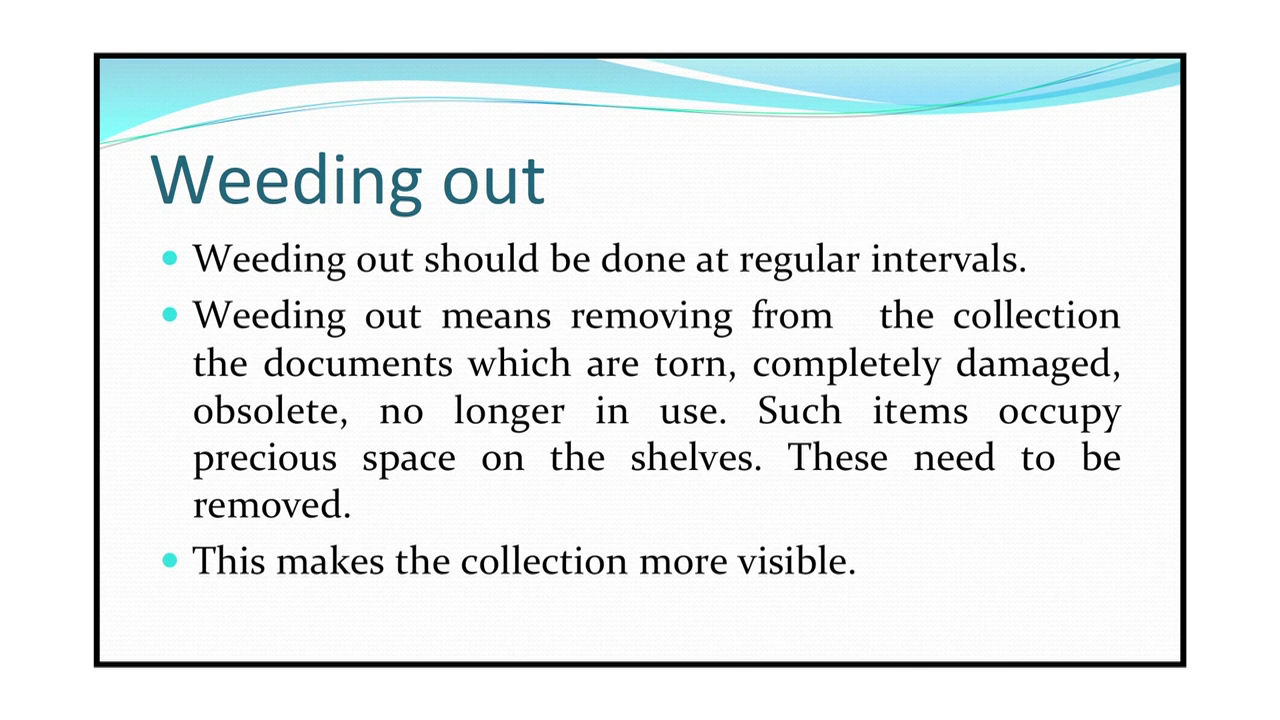 Weeding out
• Weeding out should be done at regular intervals.
• Weeding out means removing from the collection
the documents which are torn, completely damaged,
obsolete, no longer in use. Such items occupy
precious space on the shelves. These need to be
removed.
• This makes the collection more visible.